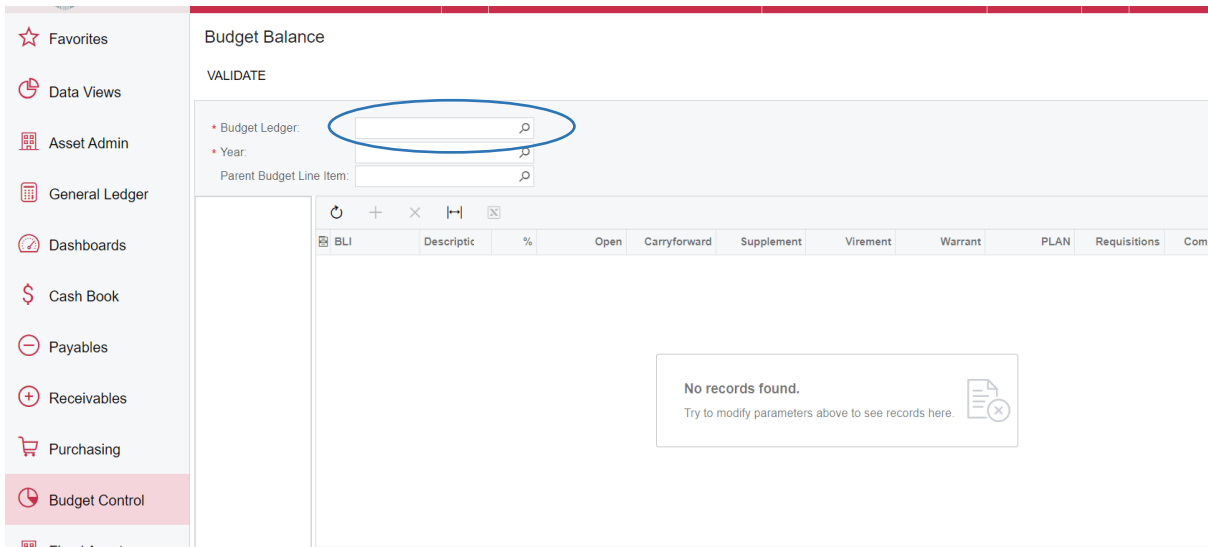 Favorites
Data Views
Asset Admin
General Ledger
Dashboards
Cash Book
Payables
Receivables
Purchasing
Budget Control
Budget Balance
VALIDATE
* Budget Ledger:
* Year:
Parent Budget Line Item:
BLI Descriptic % Open Carryforward Supplement Virement Warrant PLAN Requisitions Com
No records found.
Try to modify parameters above to see records here.